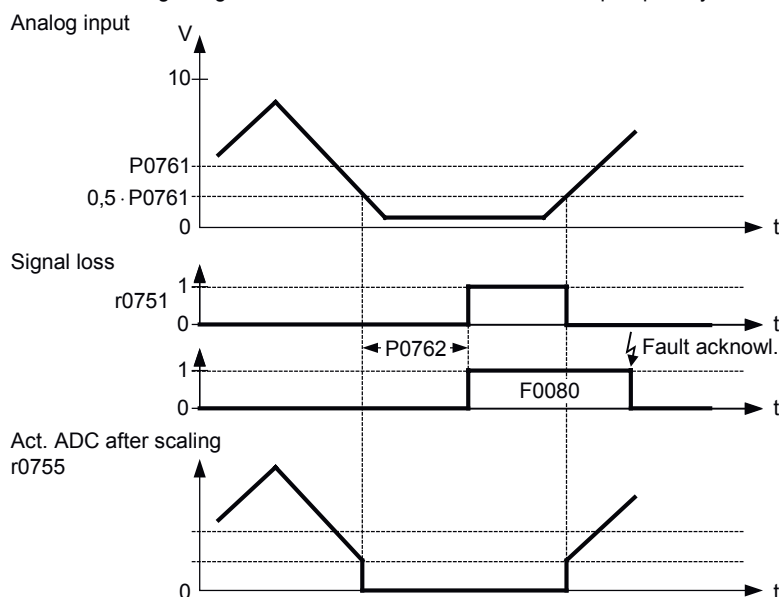 Analog input
V
10
P0761
0,5 · P0761
0
t
Signal loss
1
r0751
0
t
P0762
Fault acknowl.
1
F0080
0
t
Act. ADC after scaling
r0755
0
t